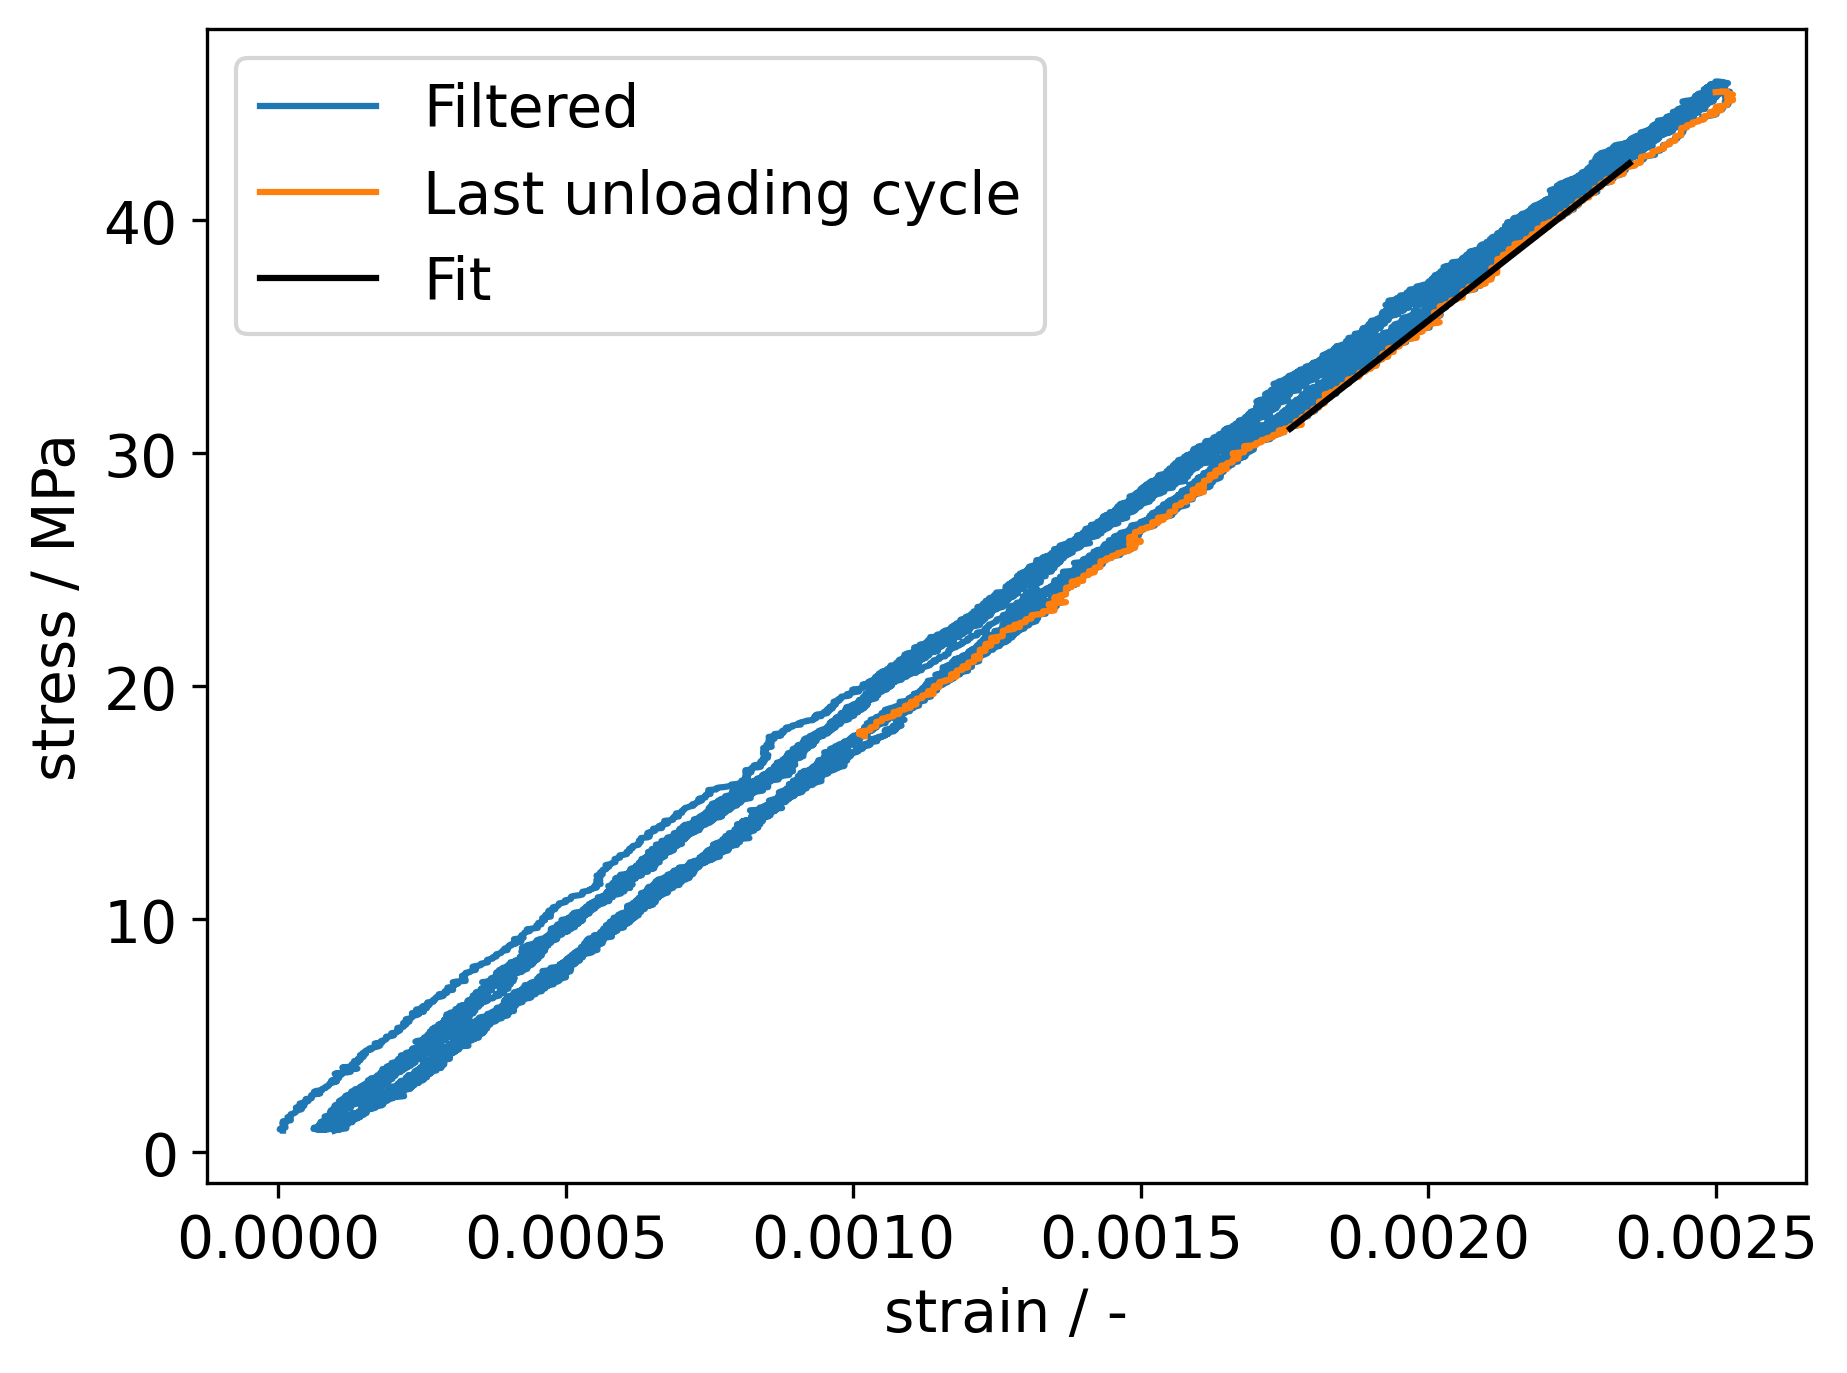 Filtered
Last unloading cycle
Fit
stress / MPa
40
30
20
10
0
0.0000 0.0005 0.0010 0.0015 0.0020 0.0025
strain / -